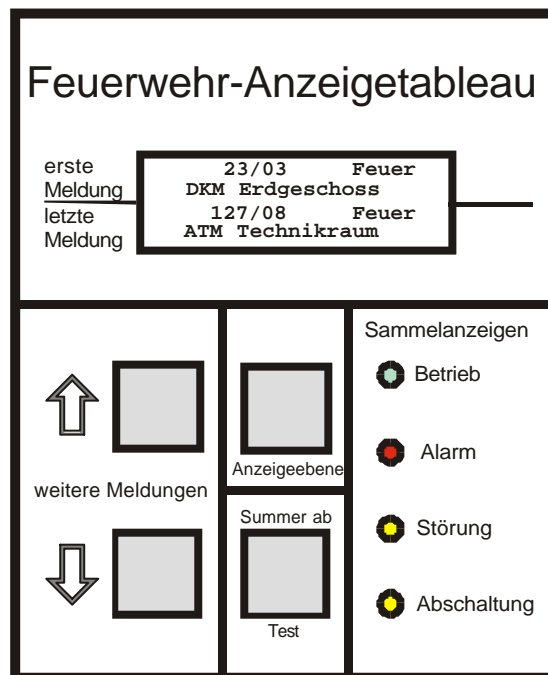 Feuerwehr-Anzeigetableau
erste
Meldung
letzte
Meldung
23/03 Feuer
DKM Erdgeschoss
127/08 Feuer
ATM Technikraum
weitere Meldungen
Anzeigeebene
Summer ab
Test
Sammelanzeigen
Betrieb
Alarm
Störung
Abschaltung